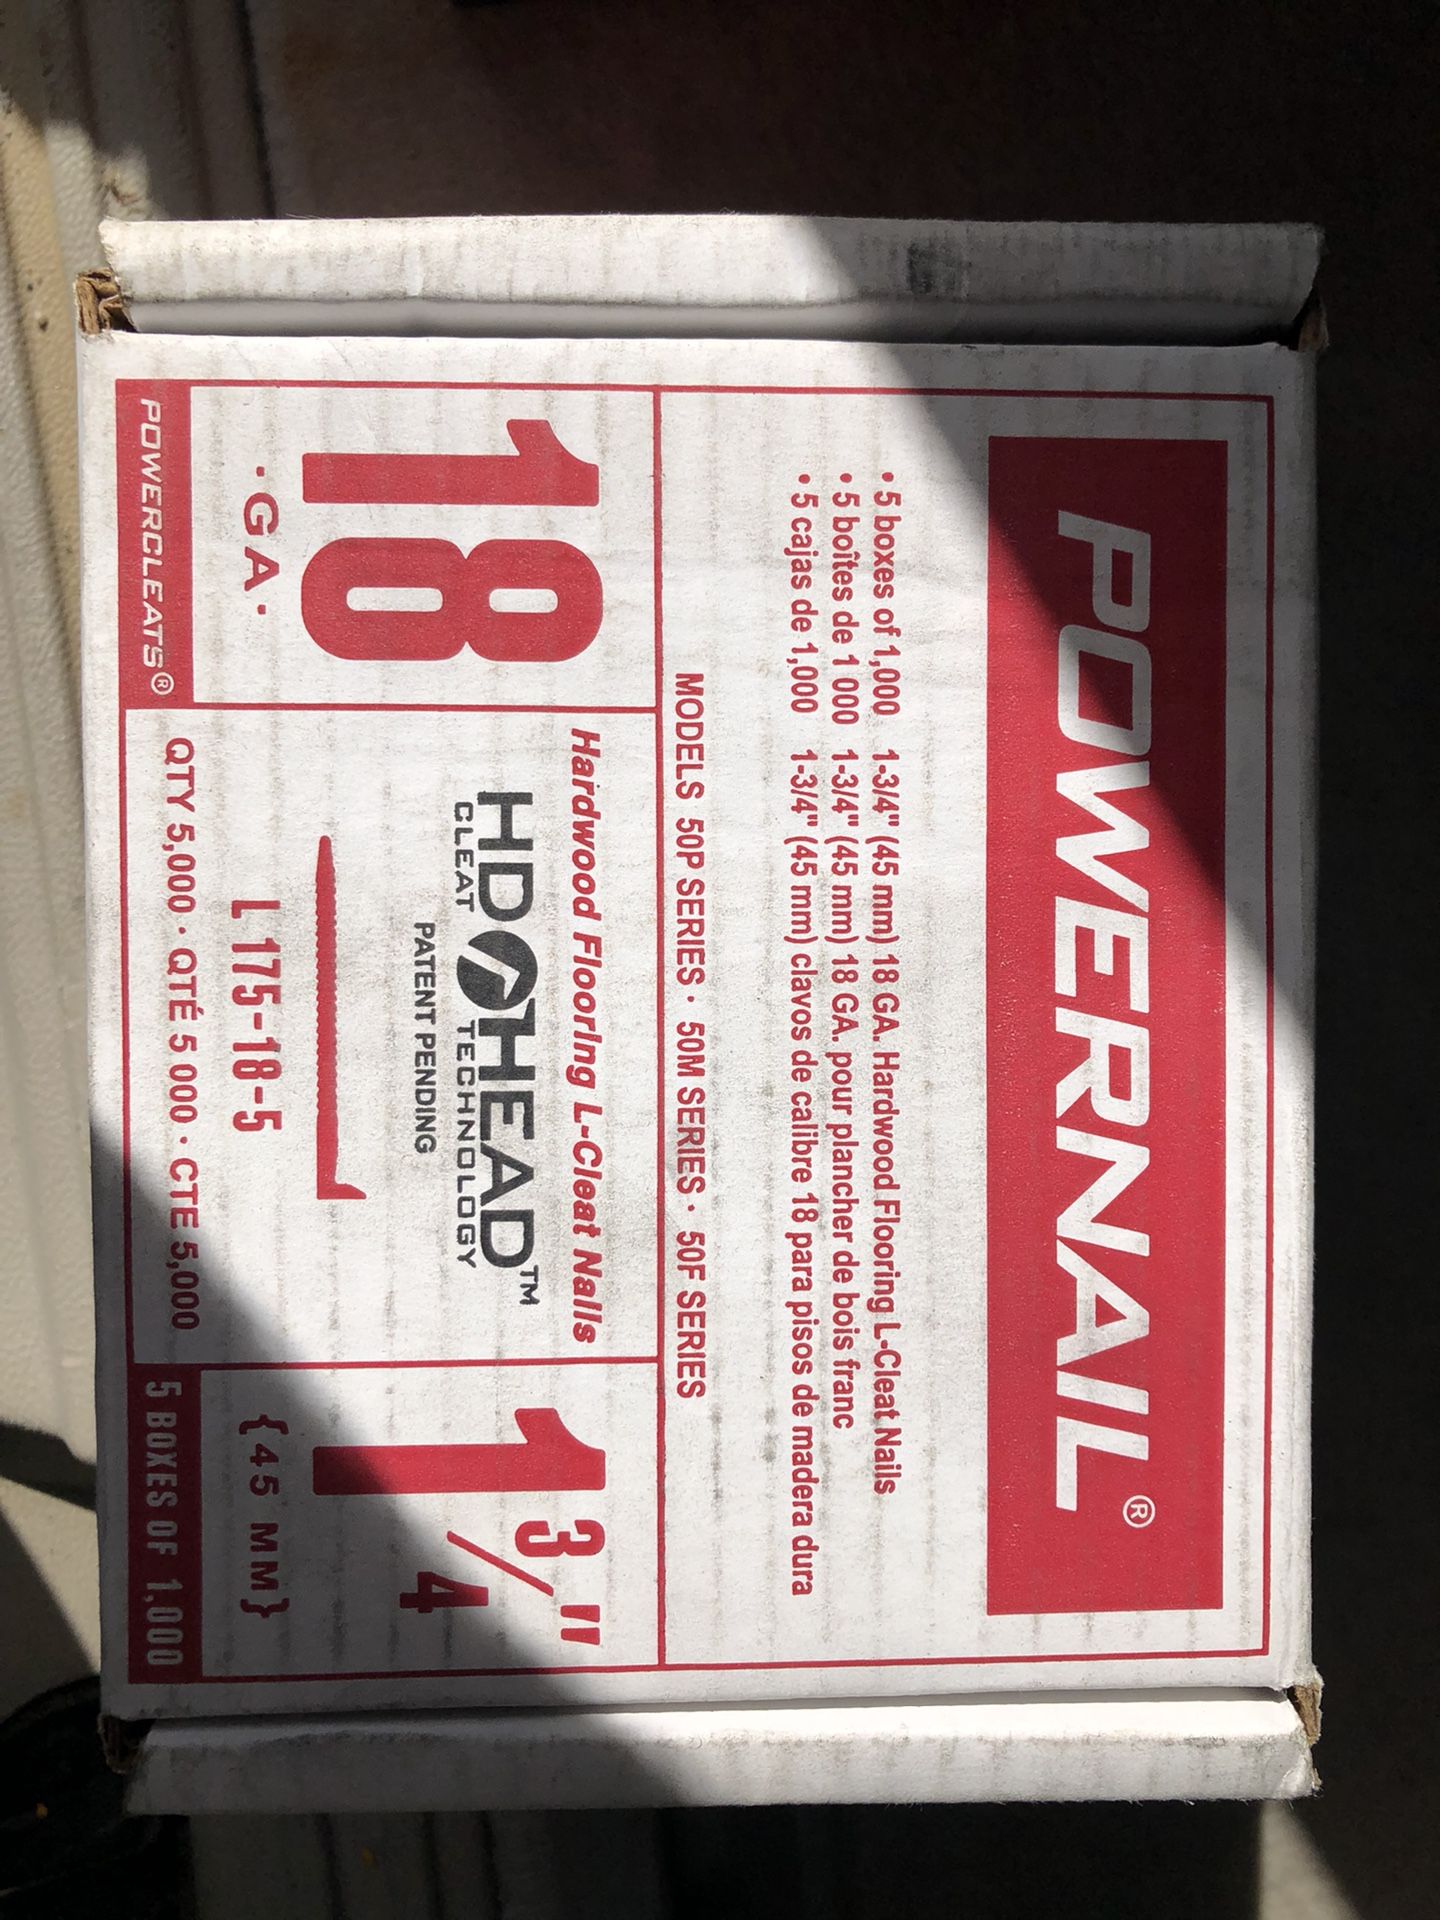 POWERNAIL®
• 5 boxes of 1,000 1-3/4" (45 mm) 18 GA. Hardwood Flooring L-Cleat Nails
• 5 boîtes de 1 000 1-3/4" (45 mm) 18 GA. pour plancher de bois franc
• 5 cajas de 1,000 1-3/4" (45 mm) clavos de calibre 18 para pisos de madera dura
MODELS 50P SERIES · 50M SERIES · 50F SERIES
18
·GA·
POWERCLEATS®
Hardwood Flooring L-Cleat Nails
HD HEAD™
CLEAT TECHNOLOGY
PATENT PENDING
L175-18-5
QTY 5,000 · QTÉ 5 000 · CTE 5,000
1 3/4"
{45 MM}
5 BOXES OF 1,000